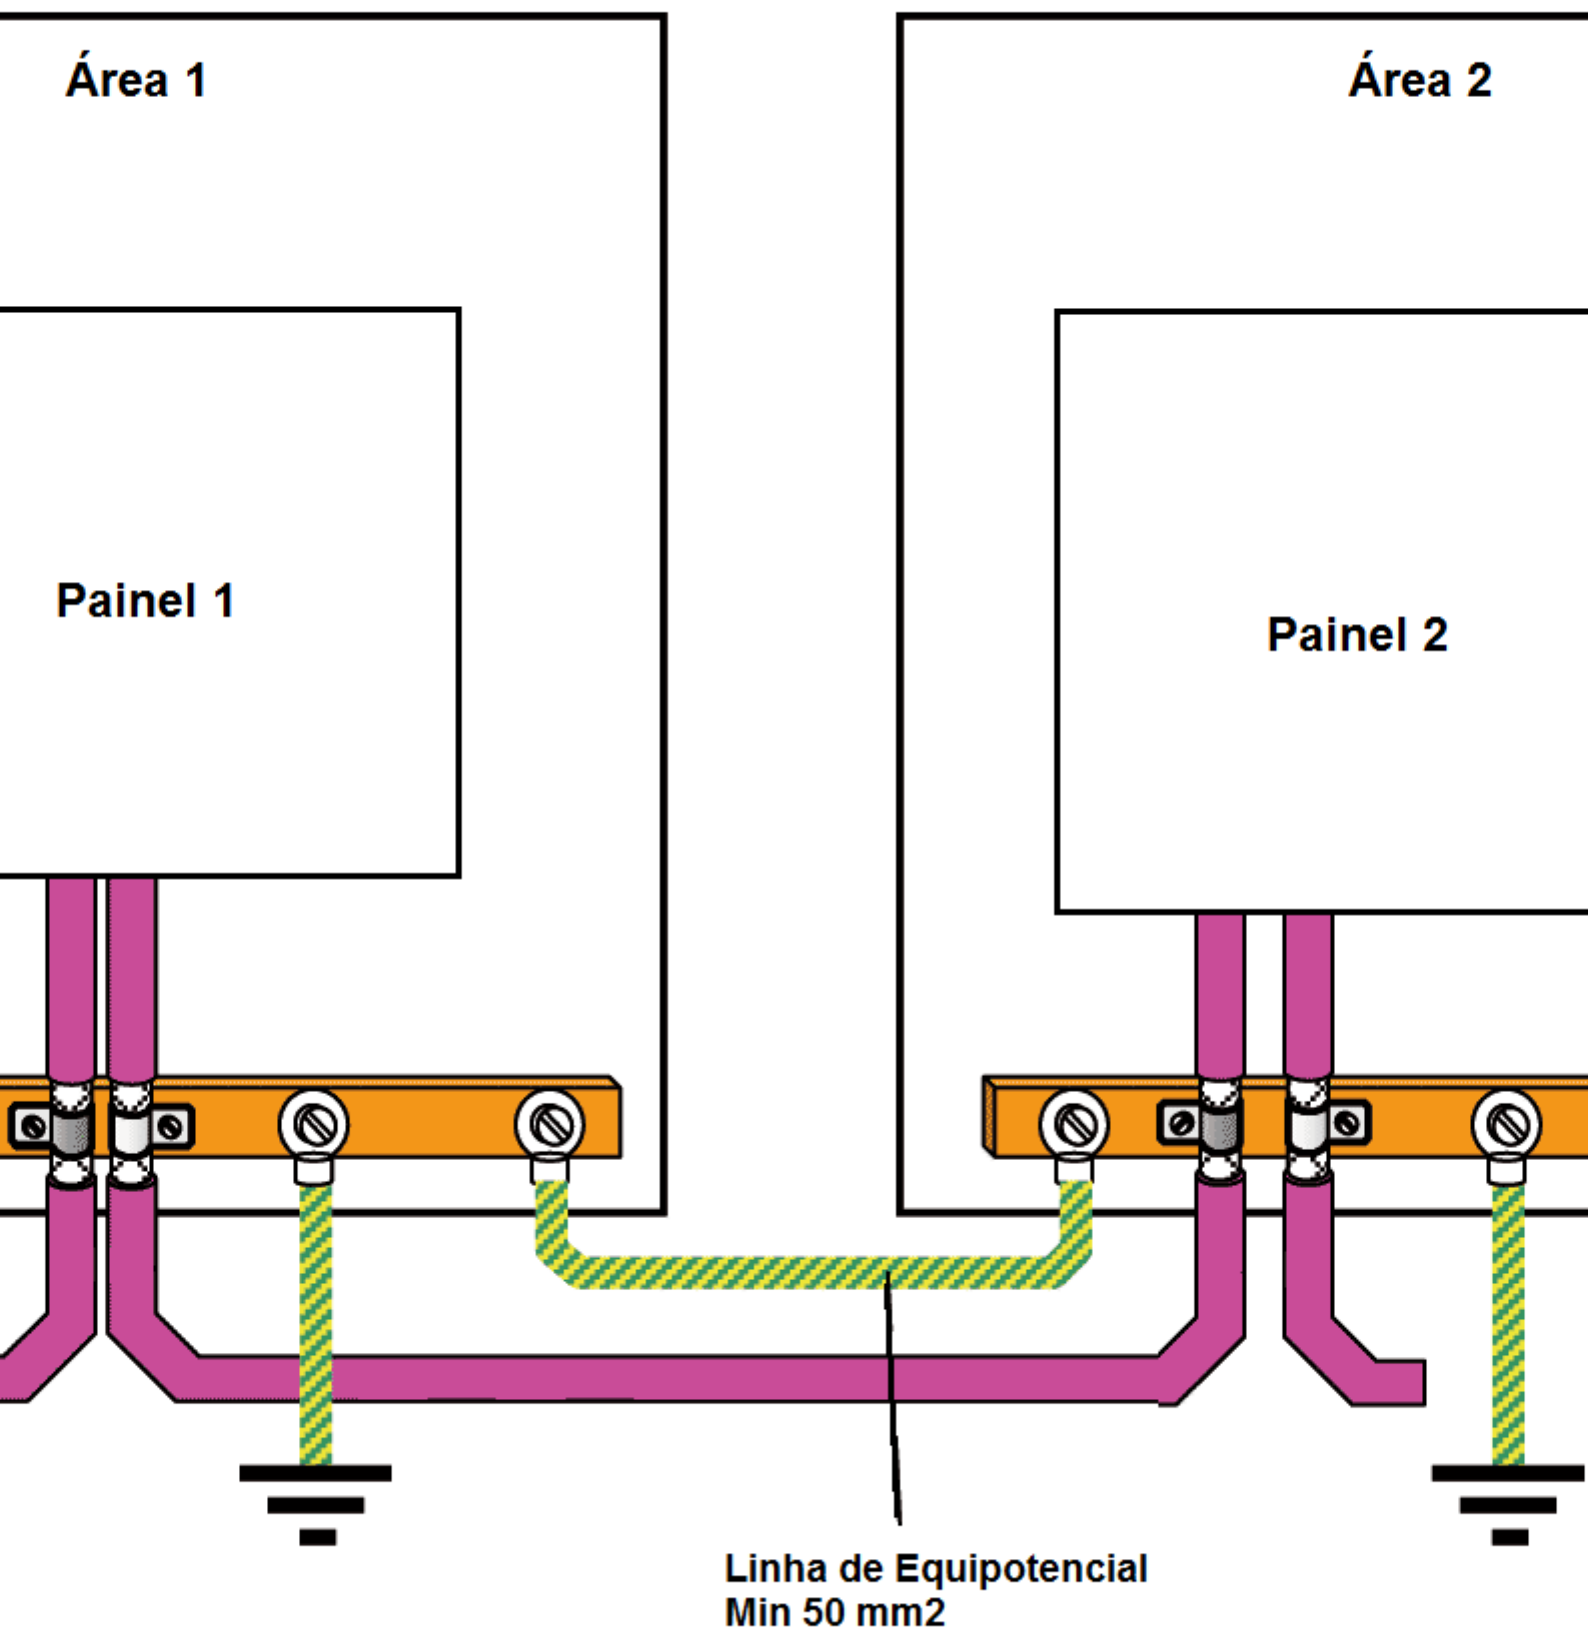 Área 1
Área 2
Painel 1
Painel 2
Linha de Equipotencial
Min 50 mm2